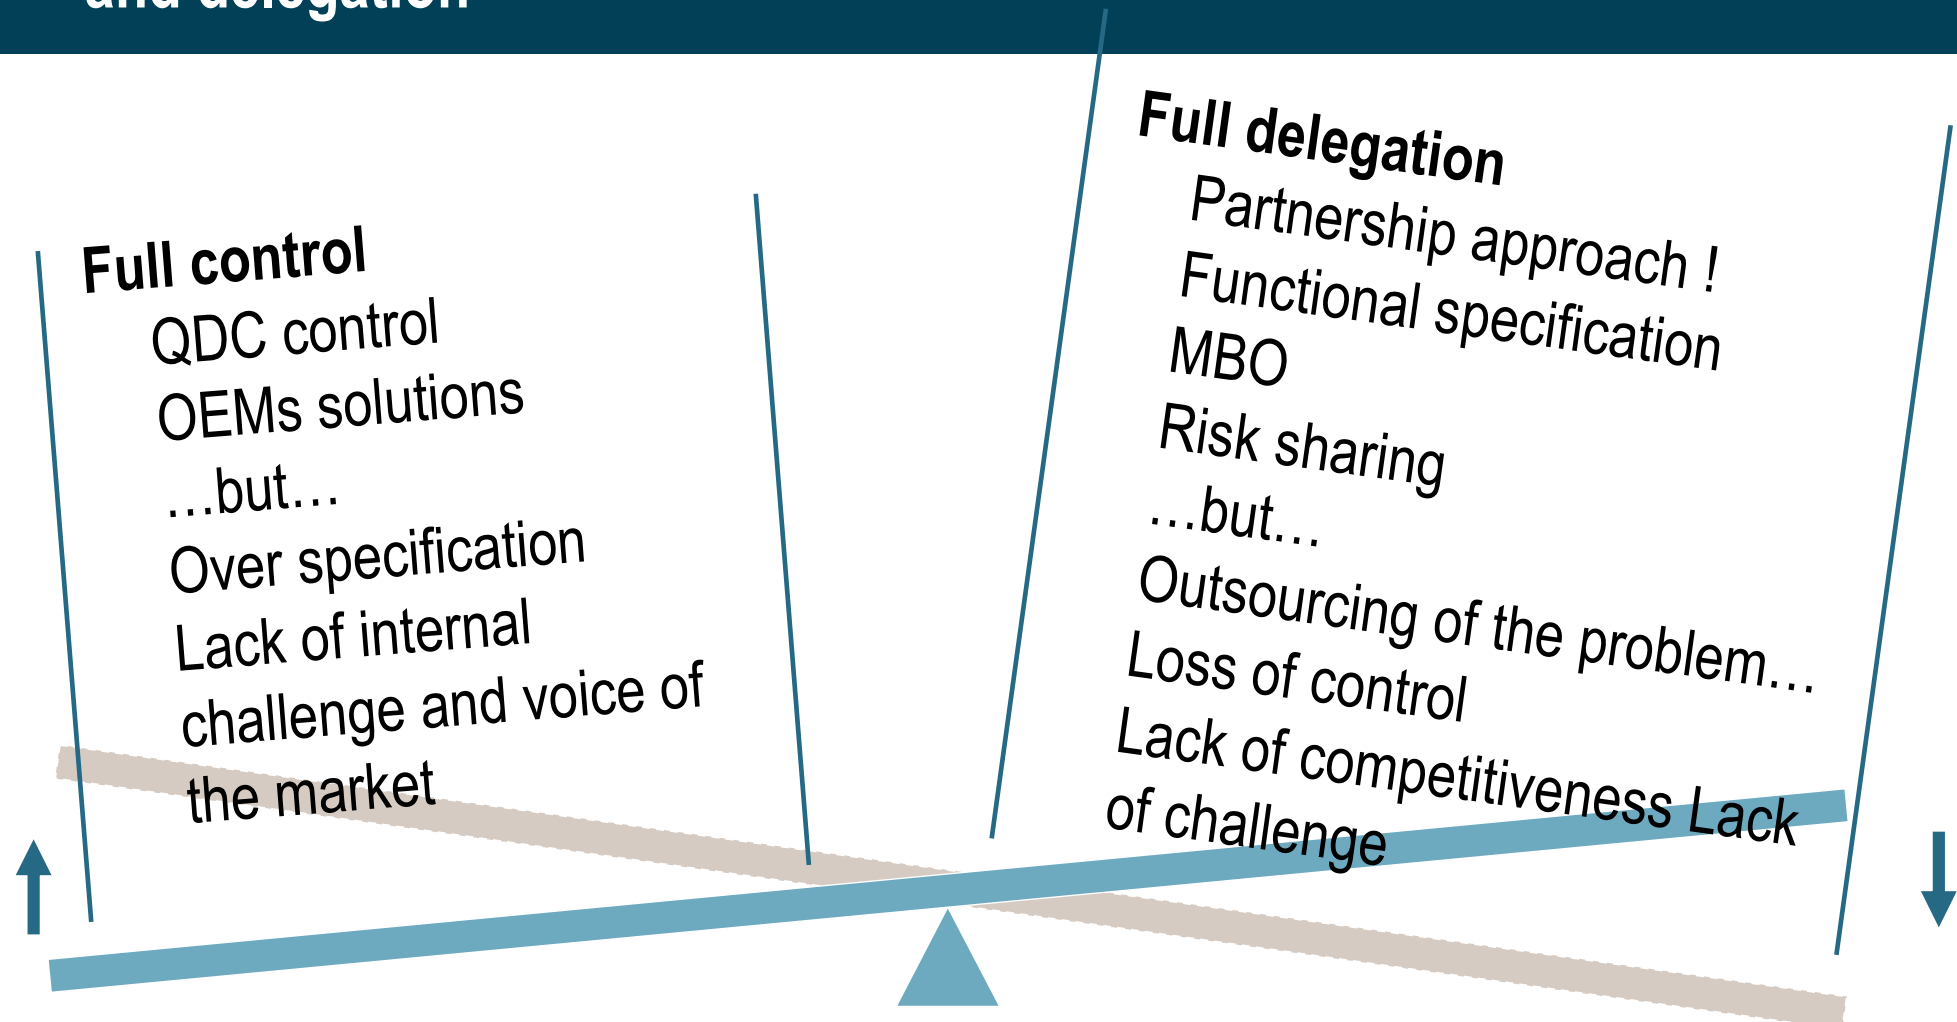 and delegation
Full control
QDC control
OEMs solutions
…but…
Over specification
Lack of internal
challenge and voice of
the market
Full delegation
Partnership approach !
Functional specification
MBO
Risk sharing
…but…
Outsourcing of the problem…
Loss of control
Lack of competitiveness Lack
of challenge